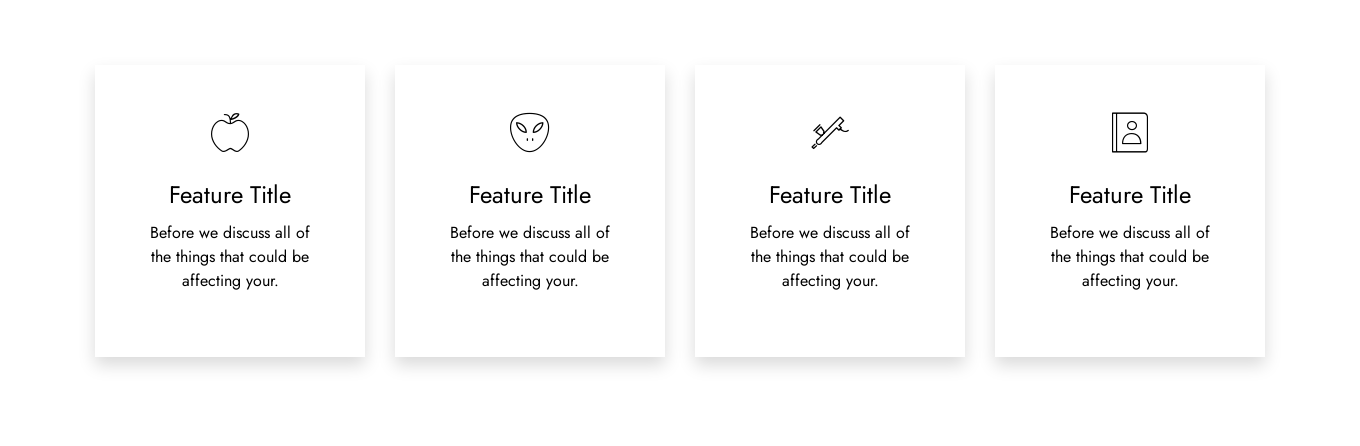 Feature Title
Before we discuss all of
the things that could be
affecting your.
Feature Title
Before we discuss all of
the things that could be
affecting your.
Feature Title
Before we discuss all of
the things that could be
affecting your.
Feature Title
Before we discuss all of
the things that could be
affecting your.